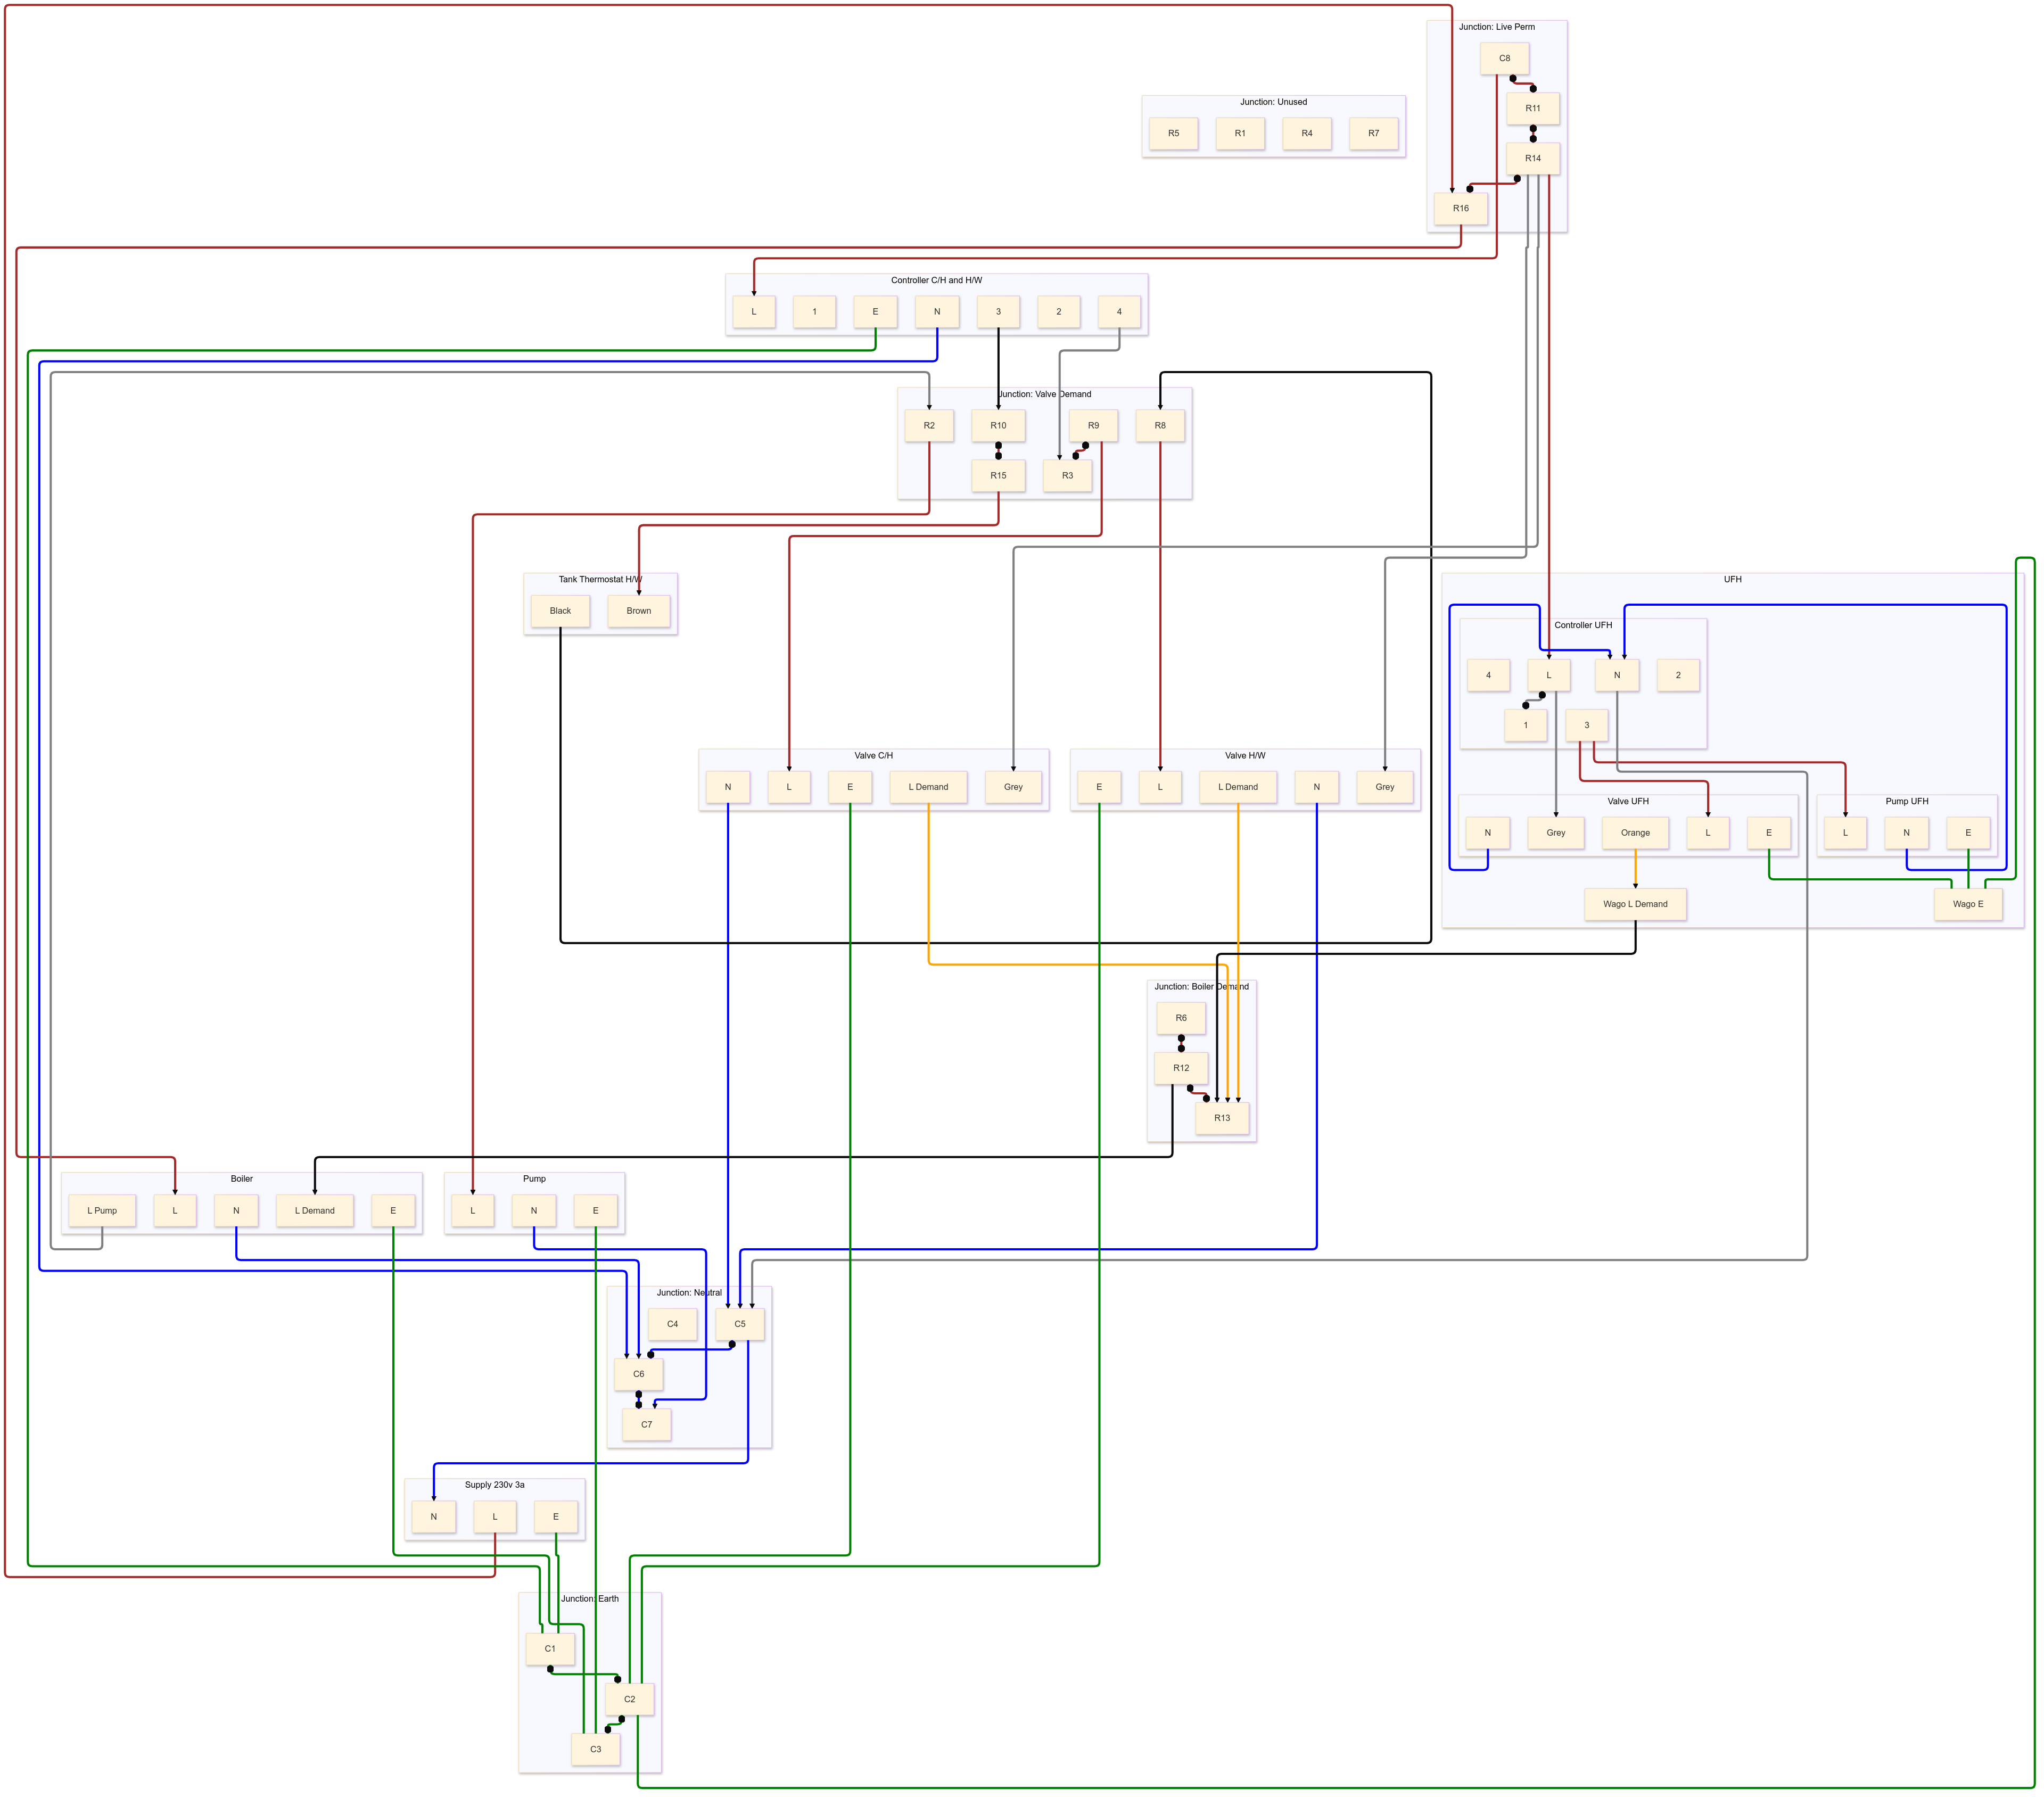 Junction: Live Perm
C8
R11
R14
R16
Junction: Unused
R5 R1 R4 R7
Controller C/H and H/W
L 1 E N 3 2 4
Junction: Valve Demand
R2 R10 R9 R8
R15 R3
Tank Thermostat H/W
Black Brown
UFH
Controller UFH
4 L N 2
1 3
Valve C/H
N L E L Demand Grey
Valve H/W
E L L Demand N Grey
Valve UFH
N Grey Orange L E
Pump UFH
L N E
Wago L Demand
Wago E
Junction: Boiler Demand
R6
R12
R13
Boiler
L Pump L N L Demand E
Pump
L N E
Junction: Neutral
C4 C5
C6
C7
Supply 230v 3a
N L E
Junction: Earth
C1
C2
C3